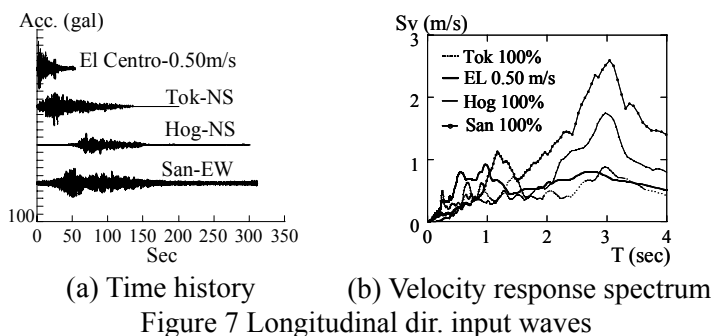 Acc. (gal)
El Centro-0.50m/s
Tok-NS
Hog-NS
San-EW
100
0 50 100 150 200 250 300 350
Sec
(a) Time history
Sv (m/s)
3
2
1
0
Tok 100%
EL 0.50 m/s
Hog 100%
San 100%
0 1 2 3 4
T (sec)
(b) Velocity response spectrum
Figure 7 Longitudinal dir. input waves